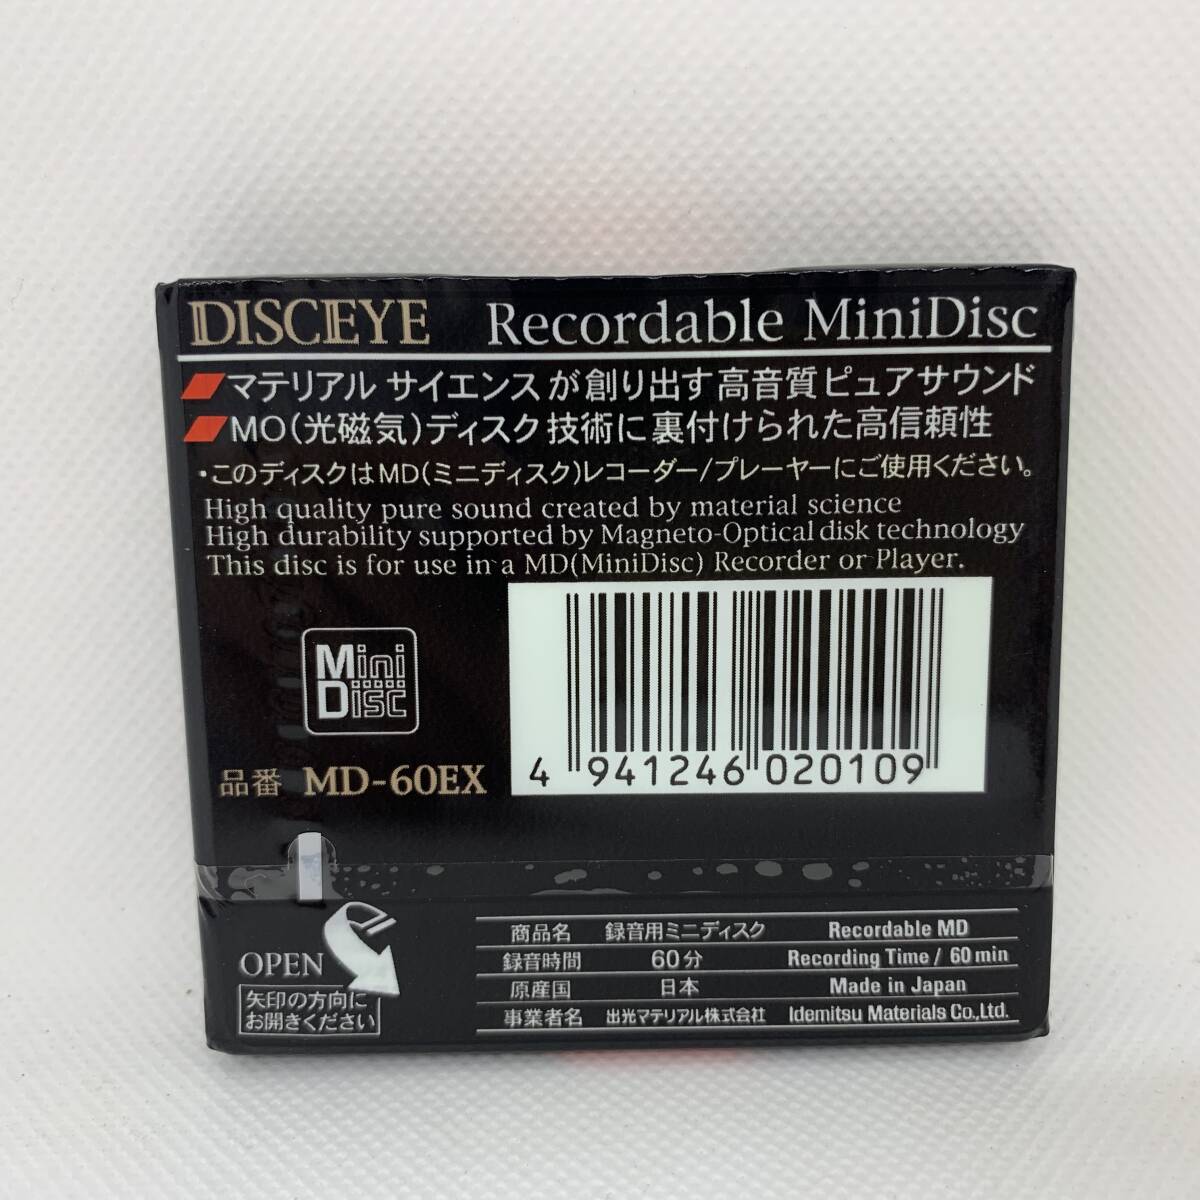 DISCEYE Recordable MiniDisc
マテリアル サイエンスが創り出す高音質ピュアサウンド
MO(光磁気)ディスク技術に裏付けられた高信頼性
・このディスクはMD(ミニディスク)レコーダー/プレーヤーにご使用ください。
High quality pure sound created by material science
High durability supported by Magneto-Optical disk technology
This disc is for use in a MD(MiniDisc) Recorder or Player.
Mini
Disc
品番 MD-60EX
4 941246 020109
OPEN
矢印の方向に
お開きください
商品名 録音用ミニディスク Recordable MD
録音時間 60分 Recording Time / 60 min
原産国 日本 Made in Japan
事業者名 出光マテリアル株式会社 Idemitsu Materials Co.,Ltd.